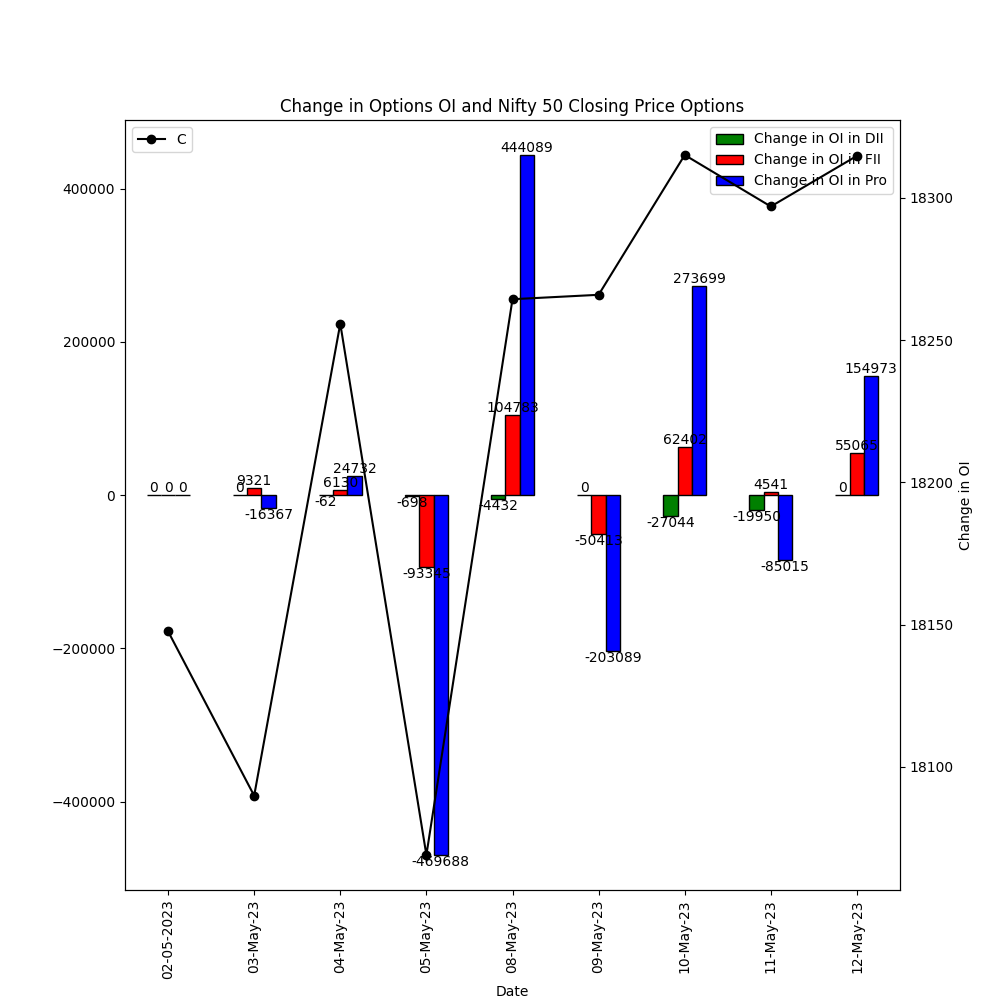 Change in Options OI and Nifty 50 Closing Price Options
C
Change in OI in DII
Change in OI in FII
Change in OI in Pro
444089
400000
18300
273699
200000
18250
154973
104783
62402
55065
24732
9321
6130
4541
0 0 0
0
0
0
0
18200
-62
-698
-4432
-16367
-27044
-19950
-50413
-93345
-85015
Change in OI
18150
−200000
-203089
18100
−400000
-469688
02-05-2023
03-May-23
04-May-23
05-May-23
08-May-23
09-May-23
10-May-23
11-May-23
12-May-23
Date